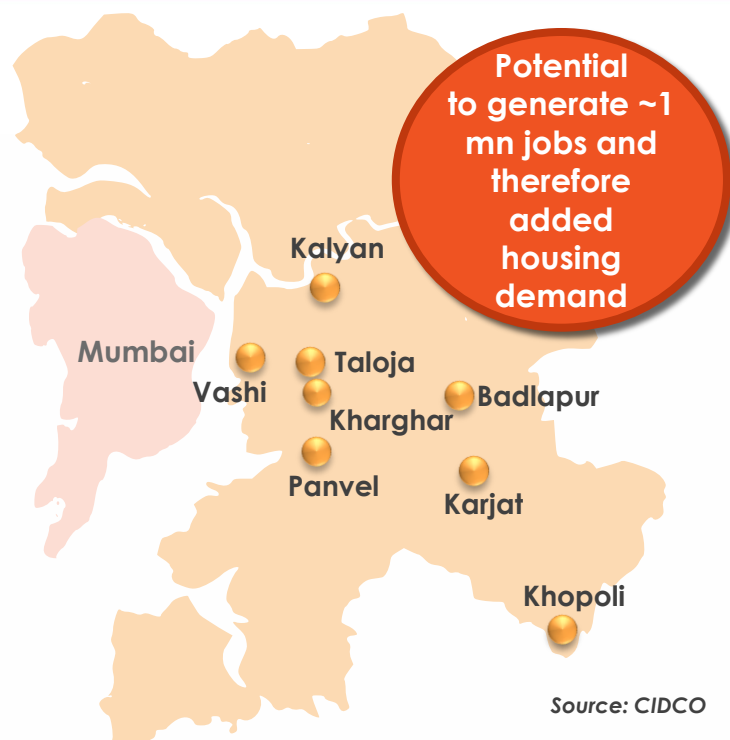 Potential
to generate ~1
mn jobs and
therefore
added
housing
demand
Kalyan
Mumbai
Taloja
Vashi
Badlapur
Kharghar
Panvel
Karjat
Khopoli
Source: CIDCO